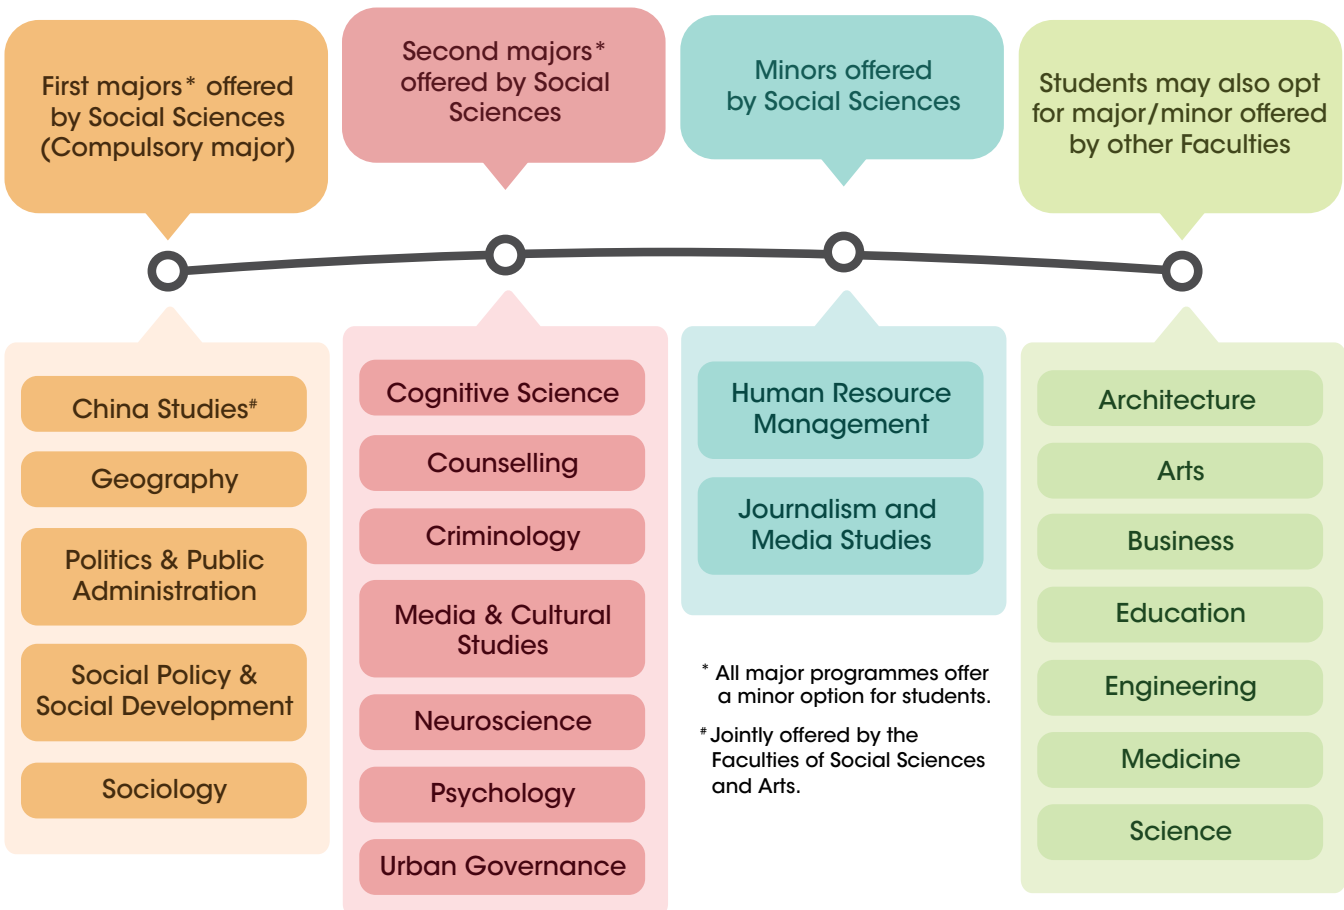 First majors* offered
by Social Sciences
(Compulsory major)
China Studies#
Geography
Politics & Public
Administration
Social Policy &
Social Development
Sociology
Second majors*
offered by Social
Sciences
Cognitive Science
Counselling
Criminology
Media & Cultural
Studies
Neuroscience
Psychology
Urban Governance
Minors offered
by Social Sciences
Human Resource
Management
Journalism and
Media Studies
* All major programmes offer
a minor option for students.
# Jointly offered by the
Faculties of Social Sciences
and Arts.
Students may also opt
for major/minor offered
by other Faculties
Architecture
Arts
Business
Education
Engineering
Medicine
Science